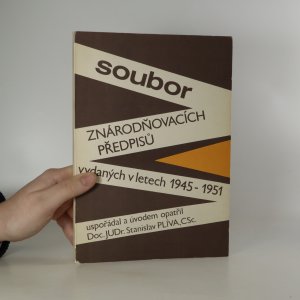 soubor
ZNÁRODŇOVACÍCH
PŘEDPISŮ
vydaných v letech 1945 - 1951
uspořádal a úvodem opatřil
Doc. JUDr. Stanislav PLÍVA, CSc.